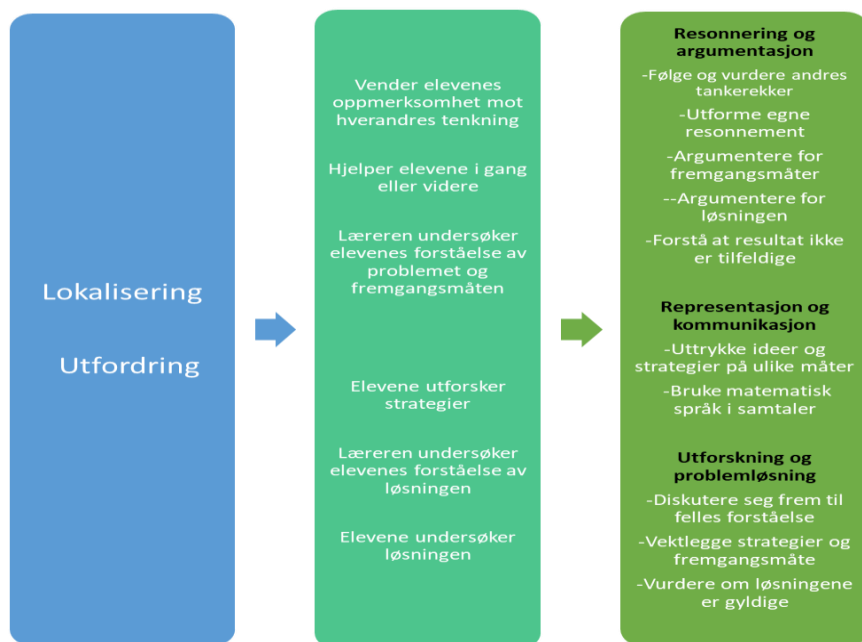 Lokalisering
Utfordring
Vender elevenes
oppmerksomhet mot
hverandres tenkning
Hjelper elevene i gang
eller videre
Læreren undersøker
elevenes forståelse av
problemet og
fremgangsmåten
Elevene utforsker
strategier
Læreren undersøker
elevenes forståelse av
løsningen
Elevene undersøker
løsningen
Resonnering og
argumentasjon
-Følge og vurdere andres
tankerekker
-Utforme egne
resonnement
-Argumentere for
fremgangsmåter
--Argumentere for
løsningen
-Forstå at resultat ikke
er tilfeldige
Representasjon og
kommunikasjon
-Uttrykke ideer og
strategier på ulike måter
-Bruke matematisk
språk i samtaler
Utforskning og
problemløsning
-Diskutere seg frem til
felles forståelse
-Vektlegge strategier og
fremgangsmåte
-Vurdere om løsningene
er gyldige